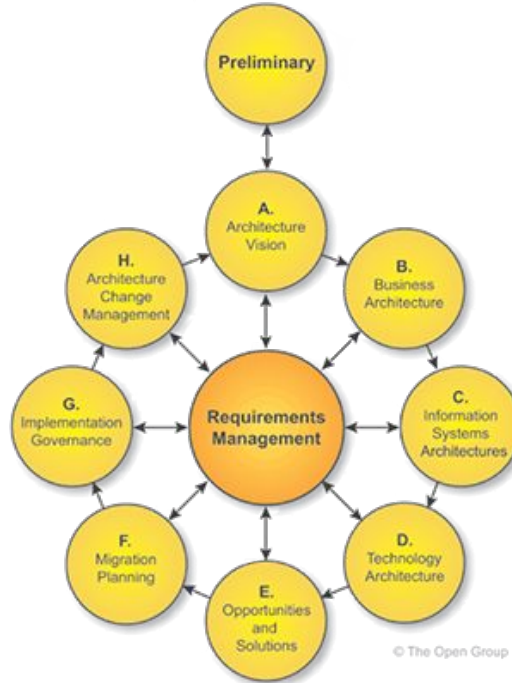 Preliminary
A.
Architecture
Vision
B.
Business
Architecture
C.
Information
Systems
Architectures
D.
Technology
Architecture
E.
Opportunities
and
Solutions
F.
Migration
Planning
G.
Implementation
Governance
H.
Architecture
Change
Management
Requirements
Management
© The Open Group